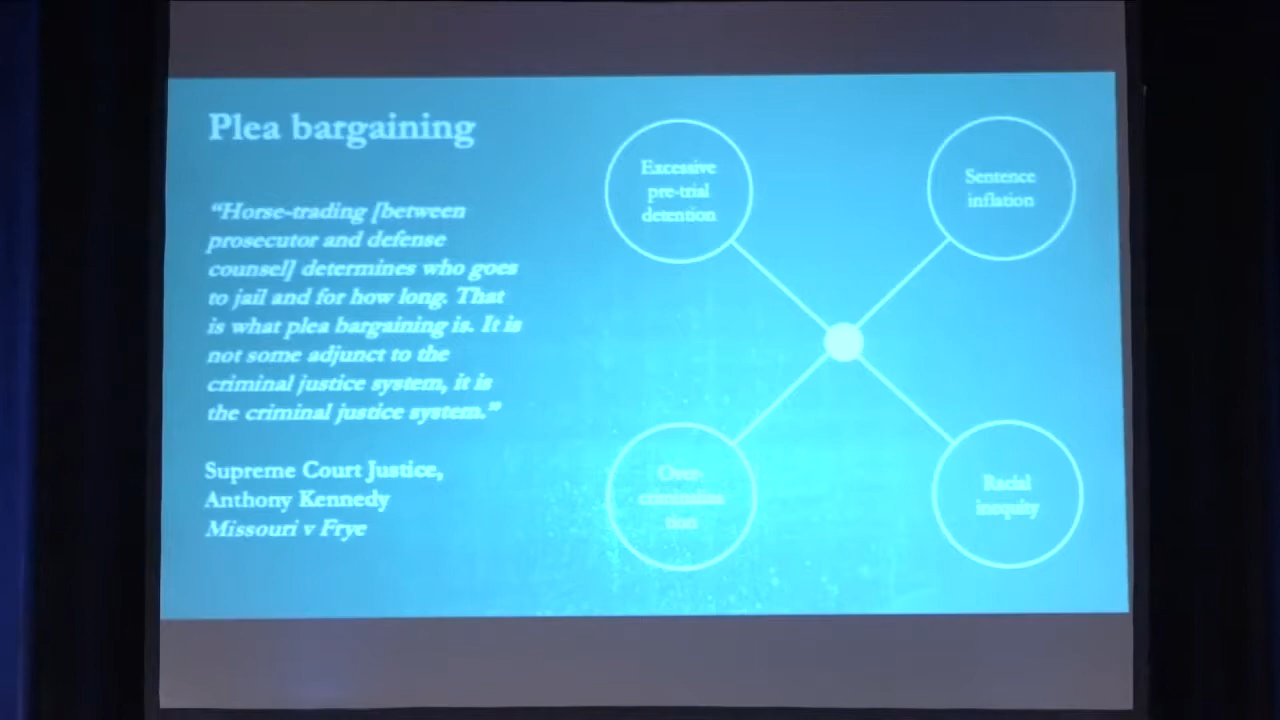 Plea bargaining
“Horse-trading [between
prosecutor and defense
counsel] determines who goes
to jail and for how long. That
is what plea bargaining is. It is
not some adjunct to the
criminal justice system, it is
the criminal justice system.”
Supreme Court Justice,
Anthony Kennedy
Missouri v Frye
Excessive
pre-trial
detention
Sentence
inflation
Over-
tion
Racial
inequity